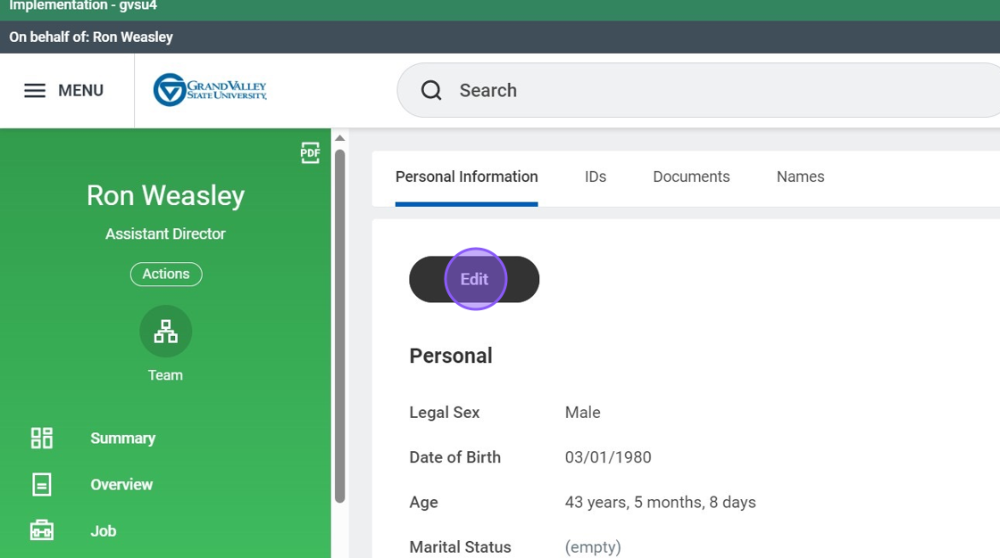 Implementation - gvsu4
On behalf of: Ron Weasley
MENU
GRANDVALLEY
STATE UNIVERSITY
Search
PDF
Ron Weasley
Assistant Director
Actions
Team
Summary
Overview
Job
Personal Information IDs Documents Names
Edit
Personal
Legal Sex Male
Date of Birth 03/01/1980
Age 43 years, 5 months, 8 days
Marital Status (empty)